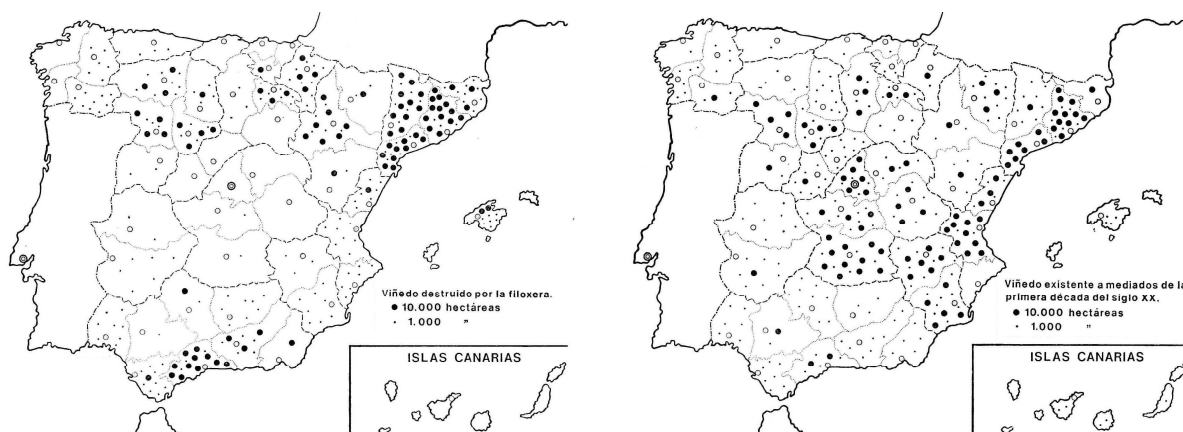 Viñedo destruido por la filoxera.
10.000 hectáreas
1.000 "
ISLAS CANARIAS
Viñedo existente a mediados de la
primera década del siglo XX.
10.000 hectáreas
1.000 "
ISLAS CANARIAS